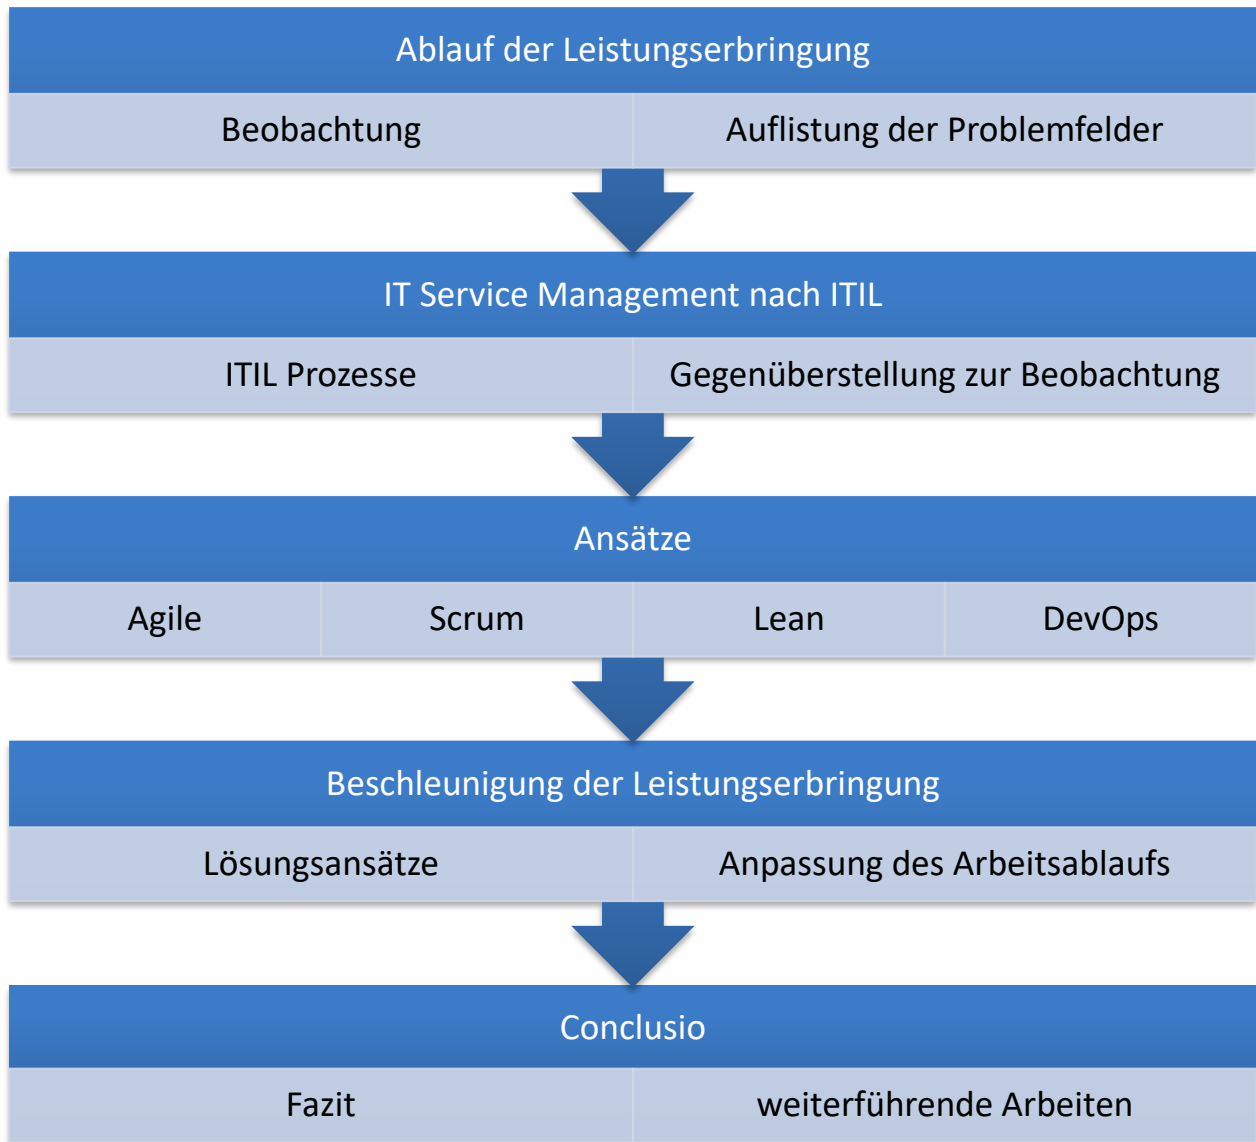 Ablauf der Leistungserbringung
Beobachtung
Auflistung der Problemfelder
IT Service Management nach ITIL
ITIL Prozesse
Gegenüberstellung zur Beobachtung
Ansätze
Agile
Scrum
Lean
DevOps
Beschleunigung der Leistungserbringung
Lösungsansätze
Anpassung des Arbeitsablaufs
Conclusio
Fazit
weiterführende Arbeiten